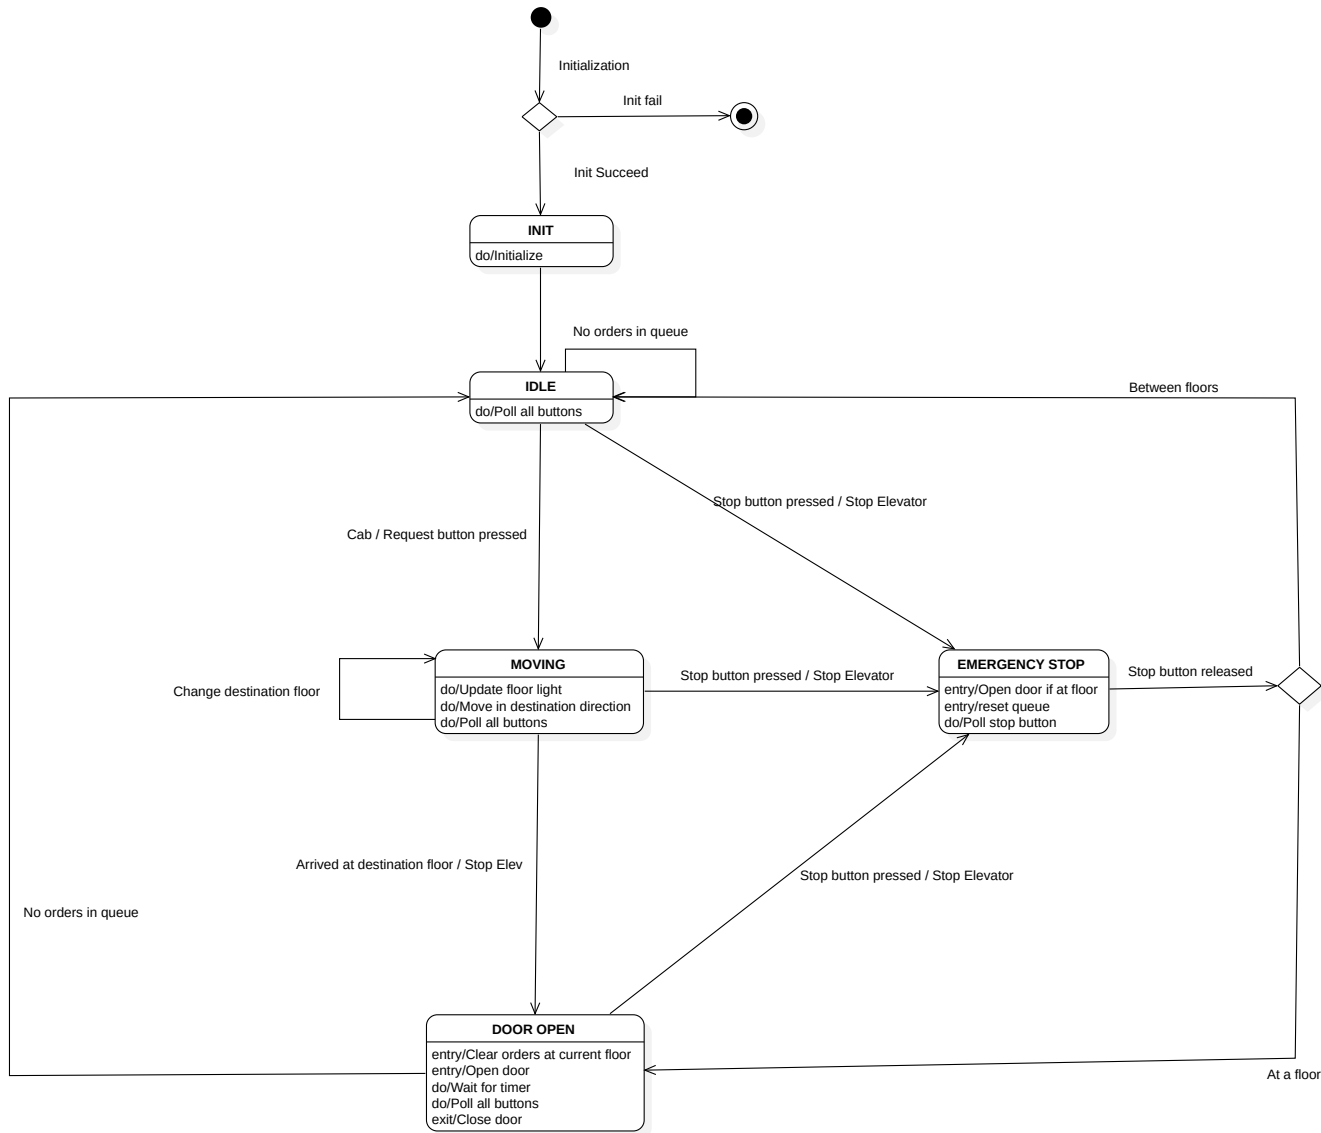 Initialization
Init fail
Init Succeed
INIT
do/Initialize
No orders in queue
IDLE
do/Poll all buttons
Between floors
Stop button pressed / Stop Elevator
Cab / Request button pressed
MOVING
do/Update floor light
do/Move in destination direction
do/Poll all buttons
Change destination floor
Stop button pressed / Stop Elevator
EMERGENCY STOP
entry/Open door if at floor
entry/reset queue
do/Poll stop button
Stop button released
Arrived at destination floor / Stop Elev
Stop button pressed / Stop Elevator
No orders in queue
DOOR OPEN
entry/Clear orders at current floor
entry/Open door
do/Wait for timer
do/Poll all buttons
exit/Close door
At a floor